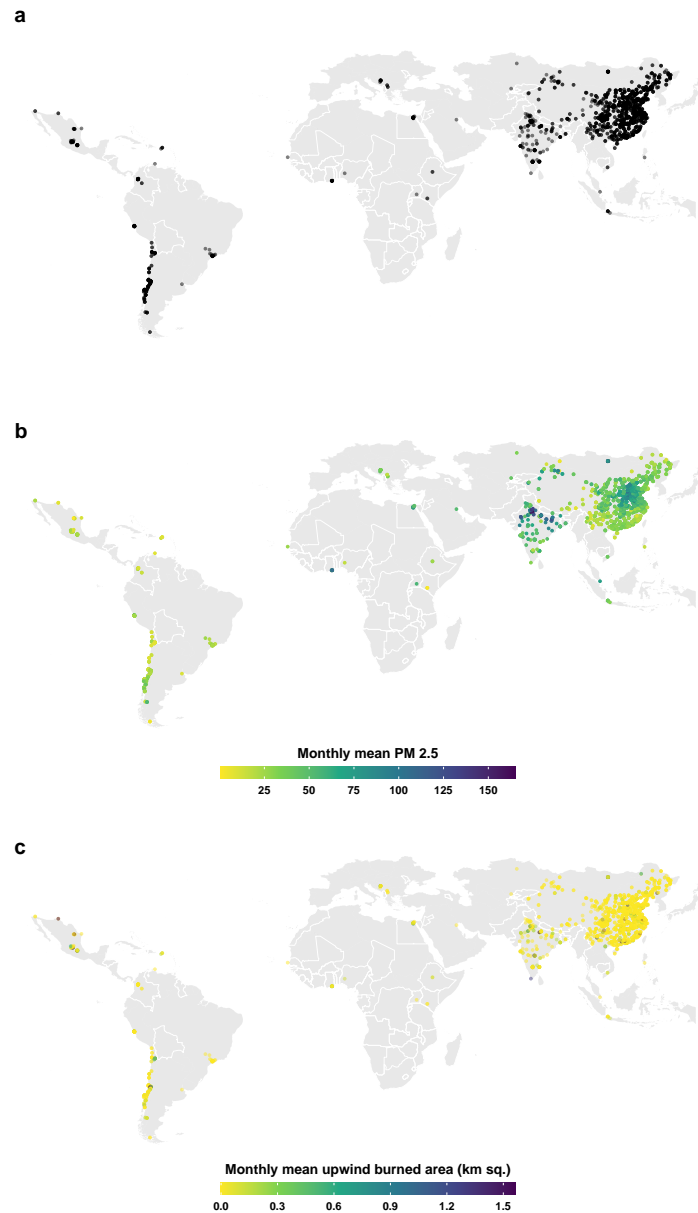 a
b
Monthly mean PM 2.5
25 50 75 100 125 150
c
Monthly mean upwind burned area (km sq.)
0.0 0.3 0.6 0.9 1.2 1.5